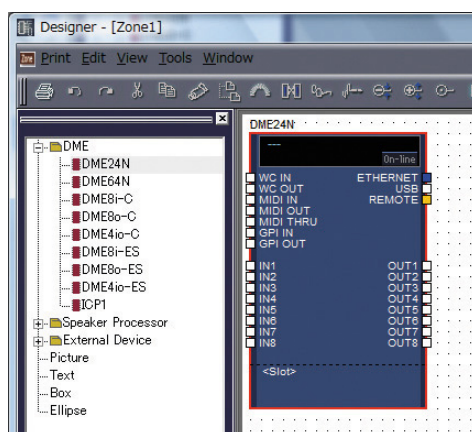 Designer - [Zone1]
Print Edit View Tools Window
DME
DME24N
DME64N
DME8i-C
DME8o-C
DME4io-C
DME8i-ES
DME8o-ES
DME4io-ES
ICP1
Speaker Processor
External Device
Picture
Text
Box
Ellipse
DME24N
---
On-line
WC IN ETHERNET
WC OUT USB
MIDI IN REMOTE
MIDI OUT
MIDI THRU
GPI IN
GPI OUT
IN1 OUT1
IN2 OUT2
IN3 OUT3
IN4 OUT4
IN5 OUT5
IN6 OUT6
IN7 OUT7
IN8 OUT8
<Slot>